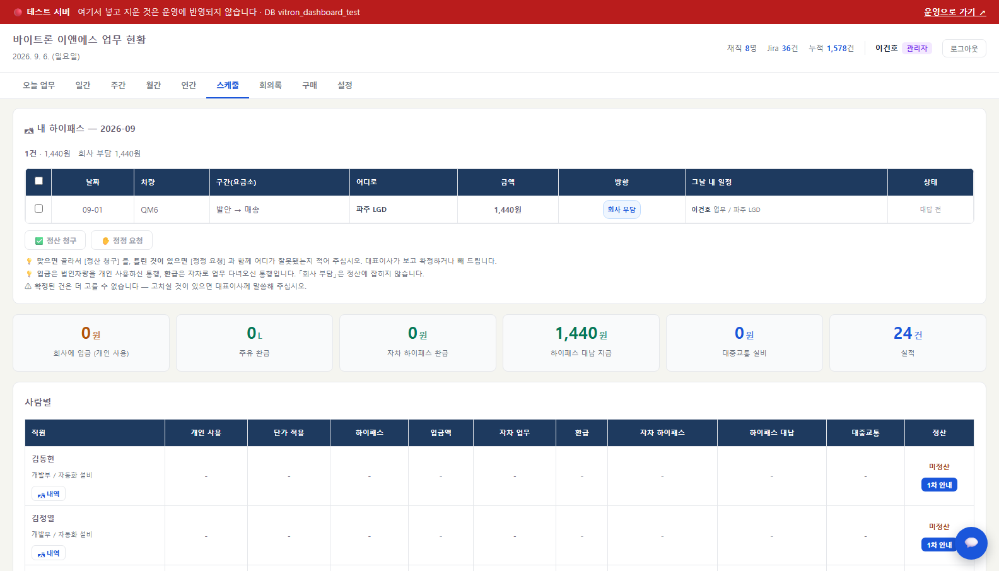 테스트 서버 여기서 넣고 지운 것은 운영에 반영되지 않습니다 · DB vitron_dashboard_test 운영으로 가기 ↗
바이트론 이앤에스 업무 현황
2026. 9. 6. (일요일)
재직 8명 Jira 36건 누적 1,578건 이건호 관리자 로그아웃
오늘 업무 일간 주간 월간 연간 스케줄 회의록 구매 설정
내 하이패스 — 2026-09
1건 · 1,440원 회사 부담 1,440원
날짜 차량 구간(요금소) 어디로 금액 방향 그날 내 일정 상태
09-01 QM6 발안 → 매송 파주 LGD 1,440원 회사 부담 이건호 업무 / 파주 LGD 대답 전
✅ 정산 청구 ✋ 정정 요청
💡 맞으면 골라서 [정산 청구] 를, 틀린 것이 있으면 [정정 요청] 과 함께 어디가 잘못됐는지 적어 주십시오. 대표이사가 보고 확정하거나 빼 드립니다.
💡 입금은 법인차량을 개인 사용하신 통행, 환급은 자차로 업무 다녀오신 통행입니다. 「회사 부담」은 정산에 잡히지 않습니다.
⚠ 확정된 건은 더 고를 수 없습니다 — 고치실 것이 있으면 대표이사께 말씀해 주십시오.
0원 0L 0원 1,440원 0원 24건
회사에 입금 (개인 사용) 주유 환급 자차 하이패스 환급 하이패스 대납 지급 대중교통 실비 실적
사람별
직원 개인 사용 단가 적용 하이패스 입금액 자차 업무 환급 자차 하이패스 하이패스 대납 대중교통 정산
김동현
개발부 / 자동화 설비
내역
- - - - - - - - -
미정산
1차 안내
김정열
개발부 / 자동화 설비
내역
- - - - - - - - -
미정산
1차 안내